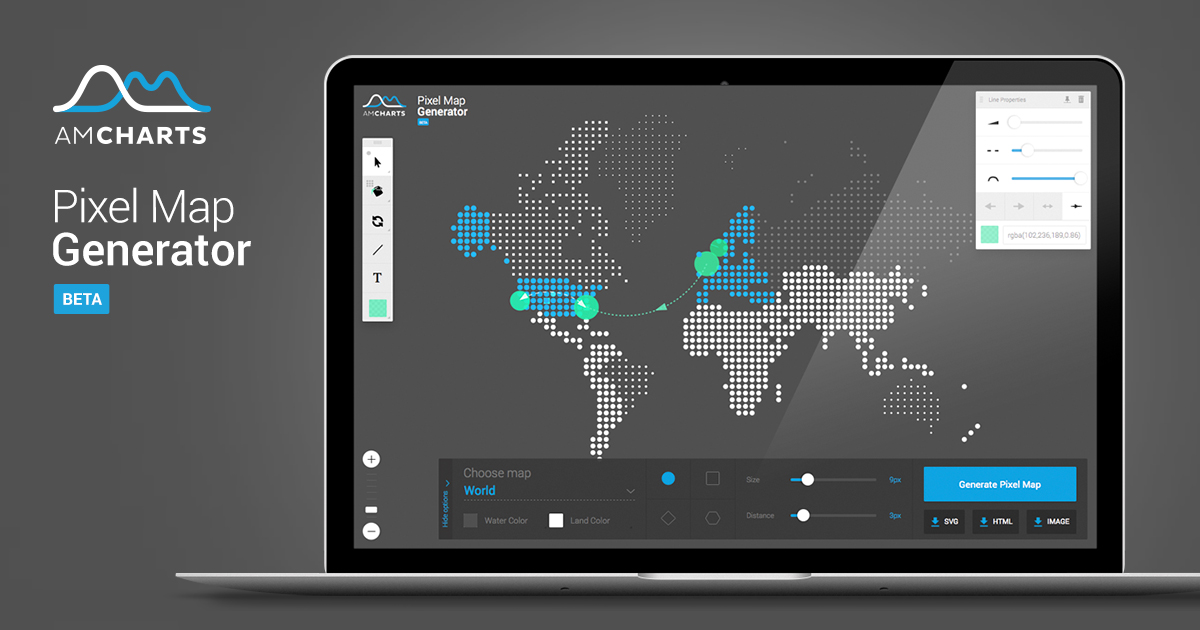 AMCHARTS
Pixel Map
Generator
BETA
AMCHARTS
Pixel Map
Generator
BETA
Line Properties
T
rgba(102,236,189,0.86)
Hide options
Choose map
World
Water Color
Land Color
Size
9px
Distance
3px
Generate Pixel Map
SVG
HTML
IMAGE